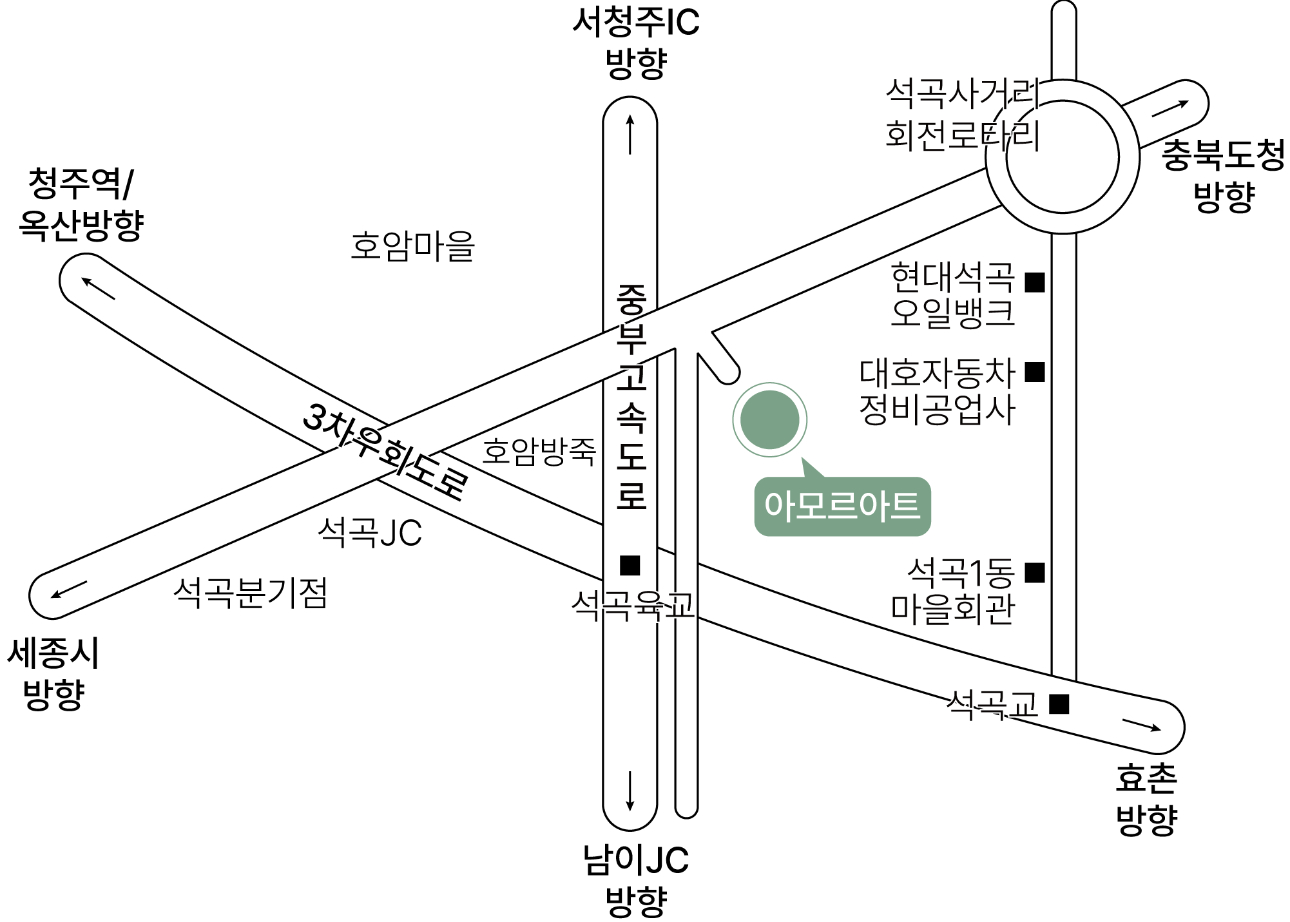 서청주IC
방향
석곡사거리
회전로타리
충북도청
방향
청주역/
옥산방향
호암마을
중부고속도로
현대석곡
오일뱅크
대호자동차
정비공업사
3차우회도로
호암방죽
아모르아트
석곡JC
석곡분기점
석곡육교
석곡1동
마을회관
세종시
방향
석곡교
효촌
방향
남이JC
방향